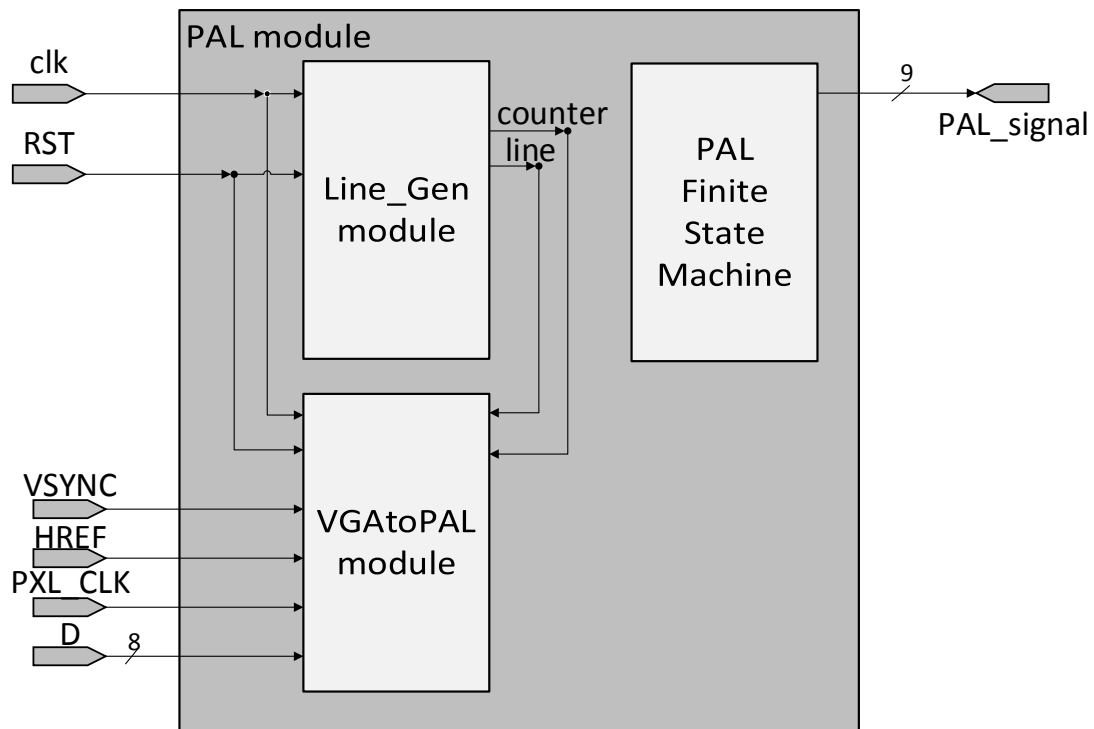 PAL module
clk
RST
counter
line
Line_Gen
module
PAL
Finite
State
Machine
9
PAL_signal
VSYNC
HREF
PXL_CLK
D
8
VGAtoPAL
module